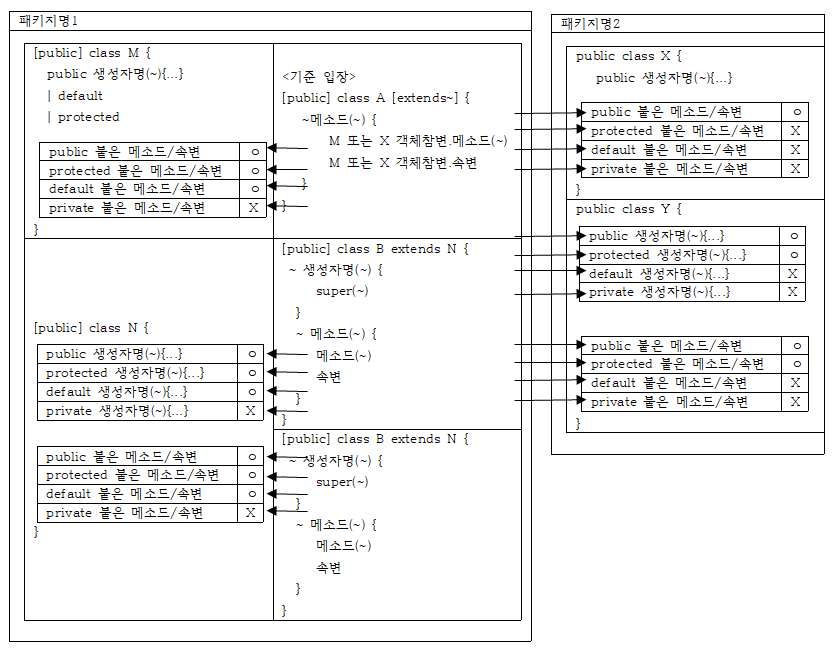 패키지명1
[public] class M {
public 생성자명(~){...}
| default
| protected
public 붙은 메소드/속변 o
protected 붙은 메소드/속변 o
default 붙은 메소드/속변 o
private 붙은 메소드/속변 X
}
<기준 입장>
[public] class A [extends~] {
~메소드(~) {
M 또는 X 객체참변.메소드(~)
M 또는 X 객체참변.속변
}
}
[public] class N {
public 생성자명(~){...} o
protected 생성자명(~){...} o
default 생성자명(~){...} o
private 생성자명(~){...} X
public 붙은 메소드/속변 o
protected 붙은 메소드/속변 o
default 붙은 메소드/속변 o
private 붙은 메소드/속변 X
}
[public] class B extends N {
~ 생성자명(~) {
super(~)
}
~ 메소드(~) {
메소드(~)
속변
}
}
[public] class B extends N {
~ 생성자명(~) {
super(~)
}
~ 메소드(~) {
메소드(~)
속변
}
}
패키지명2
public class X {
public 생성자명(~){...}
public 붙은 메소드/속변 o
protected 붙은 메소드/속변 X
default 붙은 메소드/속변 X
private 붙은 메소드/속변 X
}
public class Y {
public 생성자명(~){...} o
protected 생성자명(~){...} o
default 생성자명(~){...} X
private 생성자명(~){...} X
public 붙은 메소드/속변 o
protected 붙은 메소드/속변 o
default 붙은 메소드/속변 X
private 붙은 메소드/속변 X
}